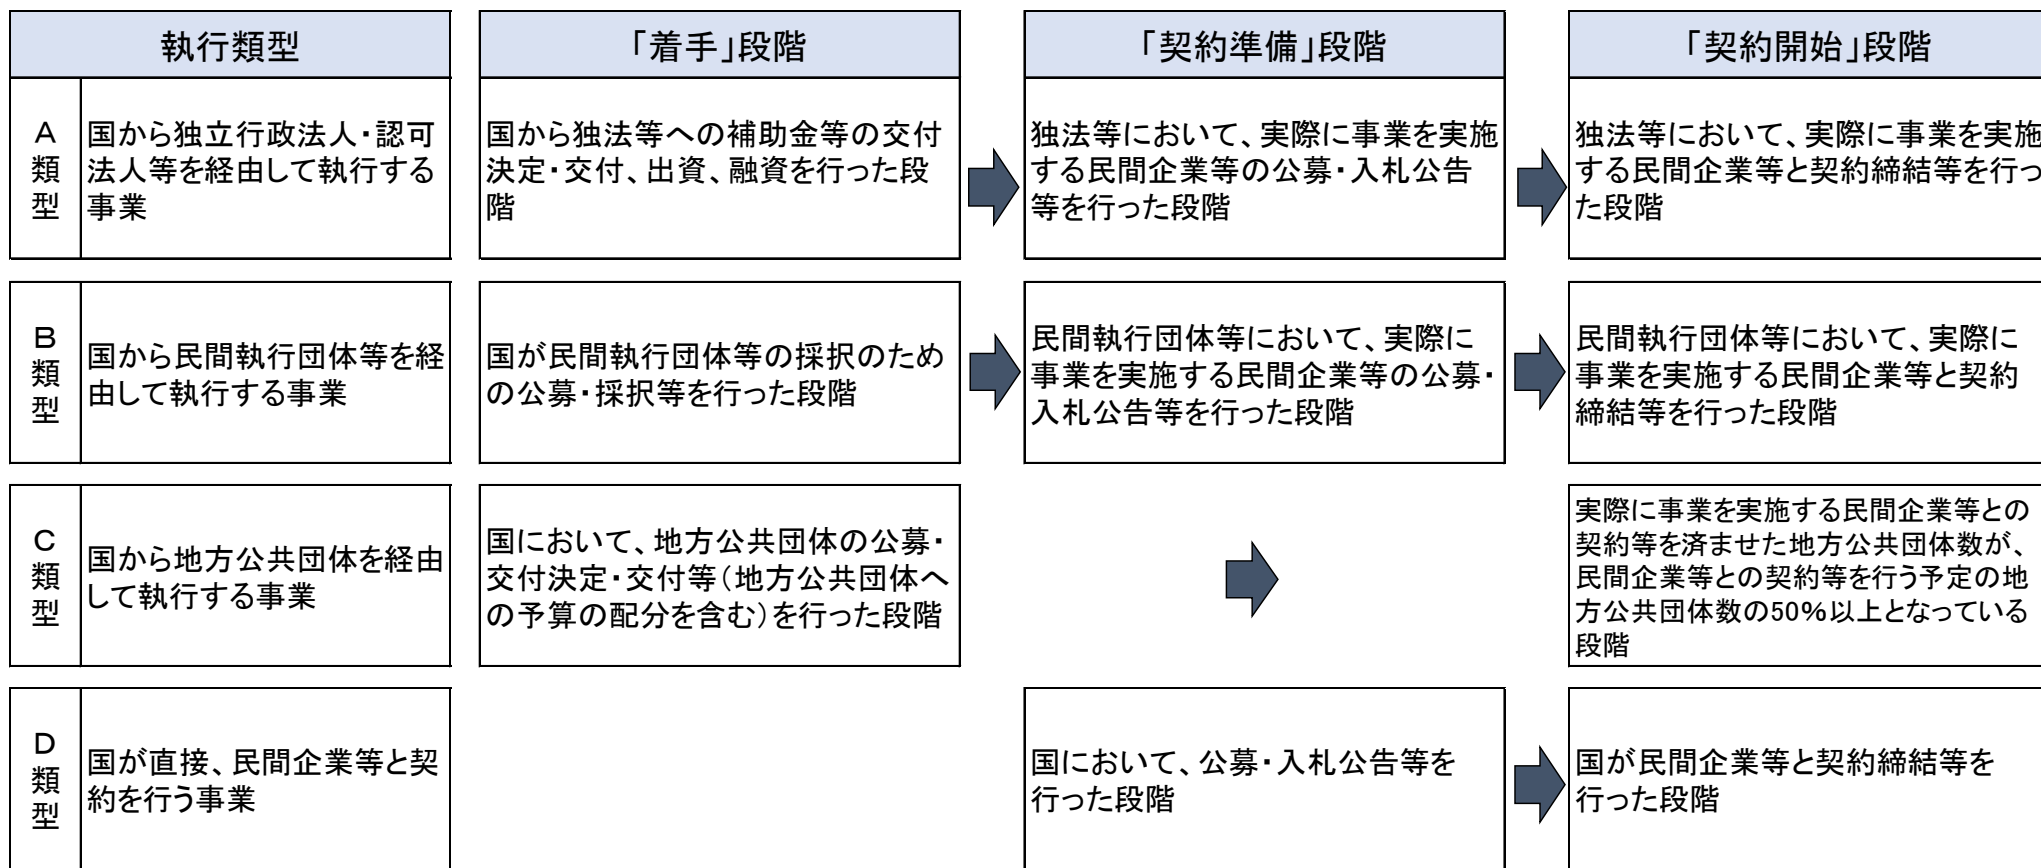 執行類型
「着手」段階
「契約準備」段階
「契約開始」段階
A類型
国から独立行政法人・認可
法人等を経由して執行する
事業
国から独法等への補助金等の交付
決定・交付、出資、融資を行った段
階
独法等において、実際に事業を実施
する民間企業等の公募・入札公告
等を行った段階
独法等において、実際に事業を実施
する民間企業等と契約締結等を行っ
た段階
B類型
国から民間執行団体等を経
由して執行する事業
国が民間執行団体等の採択のため
の公募・採択等を行った段階
民間執行団体等において、実際に
事業を実施する民間企業等の公募・
入札公告等を行った段階
民間執行団体等において、実際に
事業を実施する民間企業等と契約
締結等を行った段階
C類型
国から地方公共団体を経由
して執行する事業
国において、地方公共団体の公募・
交付決定・交付等(地方公共団体へ
の予算の配分を含む)を行った段階
実際に事業を実施する民間企業等との
契約等を済ませた地方公共団体数が、
民間企業等との契約等を行う予定の地
方公共団体数の50%以上となっている
段階
D類型
国が直接、民間企業等と契
約を行う事業
国において、公募・入札公告等を
行った段階
国が民間企業等と契約締結等を
行った段階